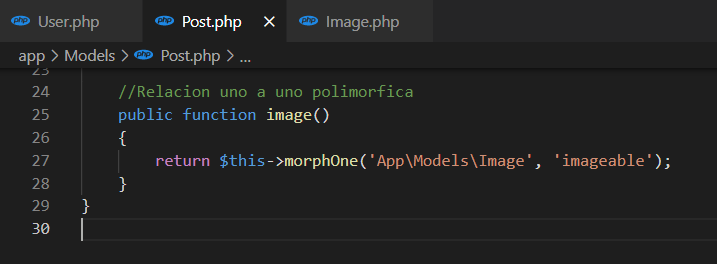 User.php Post.php × Image.php
app > Models > Post.php > ...
23
24 //Relacion uno a uno polimorfica
25 public function image()
26 {
27 return $this->morphOne('App\Models\Image', 'imageable');
28 }
29 }
30